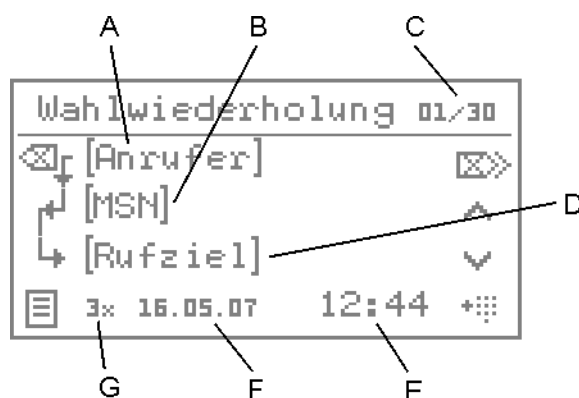 A B C
Wahlwiederholung 01/30
[Anrufer]
[MSN]
D
[Rufziel]
3x 16.05.07 12:44
G F E